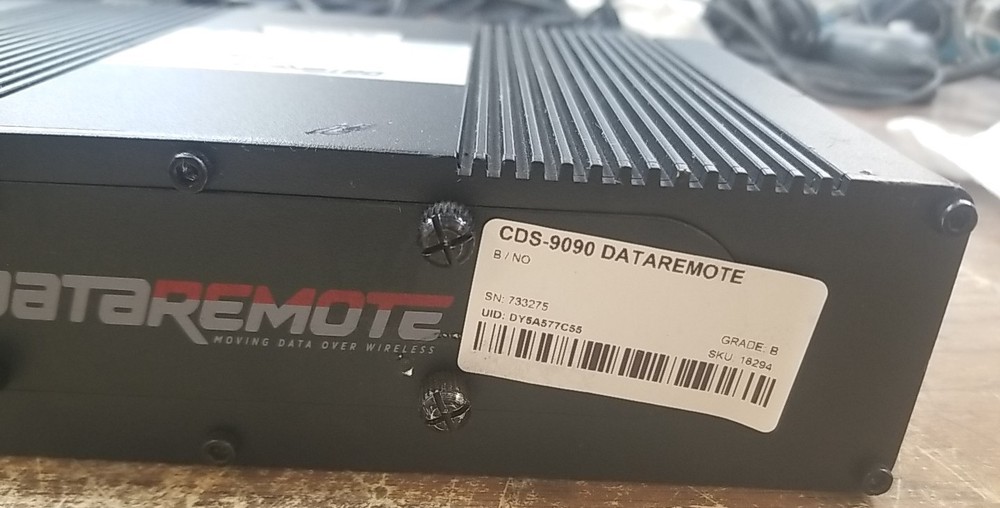 DATAREMOTE
MOVING DATA OVER WIRELESS
CDS-9090 DATAREMOTE
B / NO
SN: 733275
UID: DY5A577C55
GRADE: B
SKU: 18294